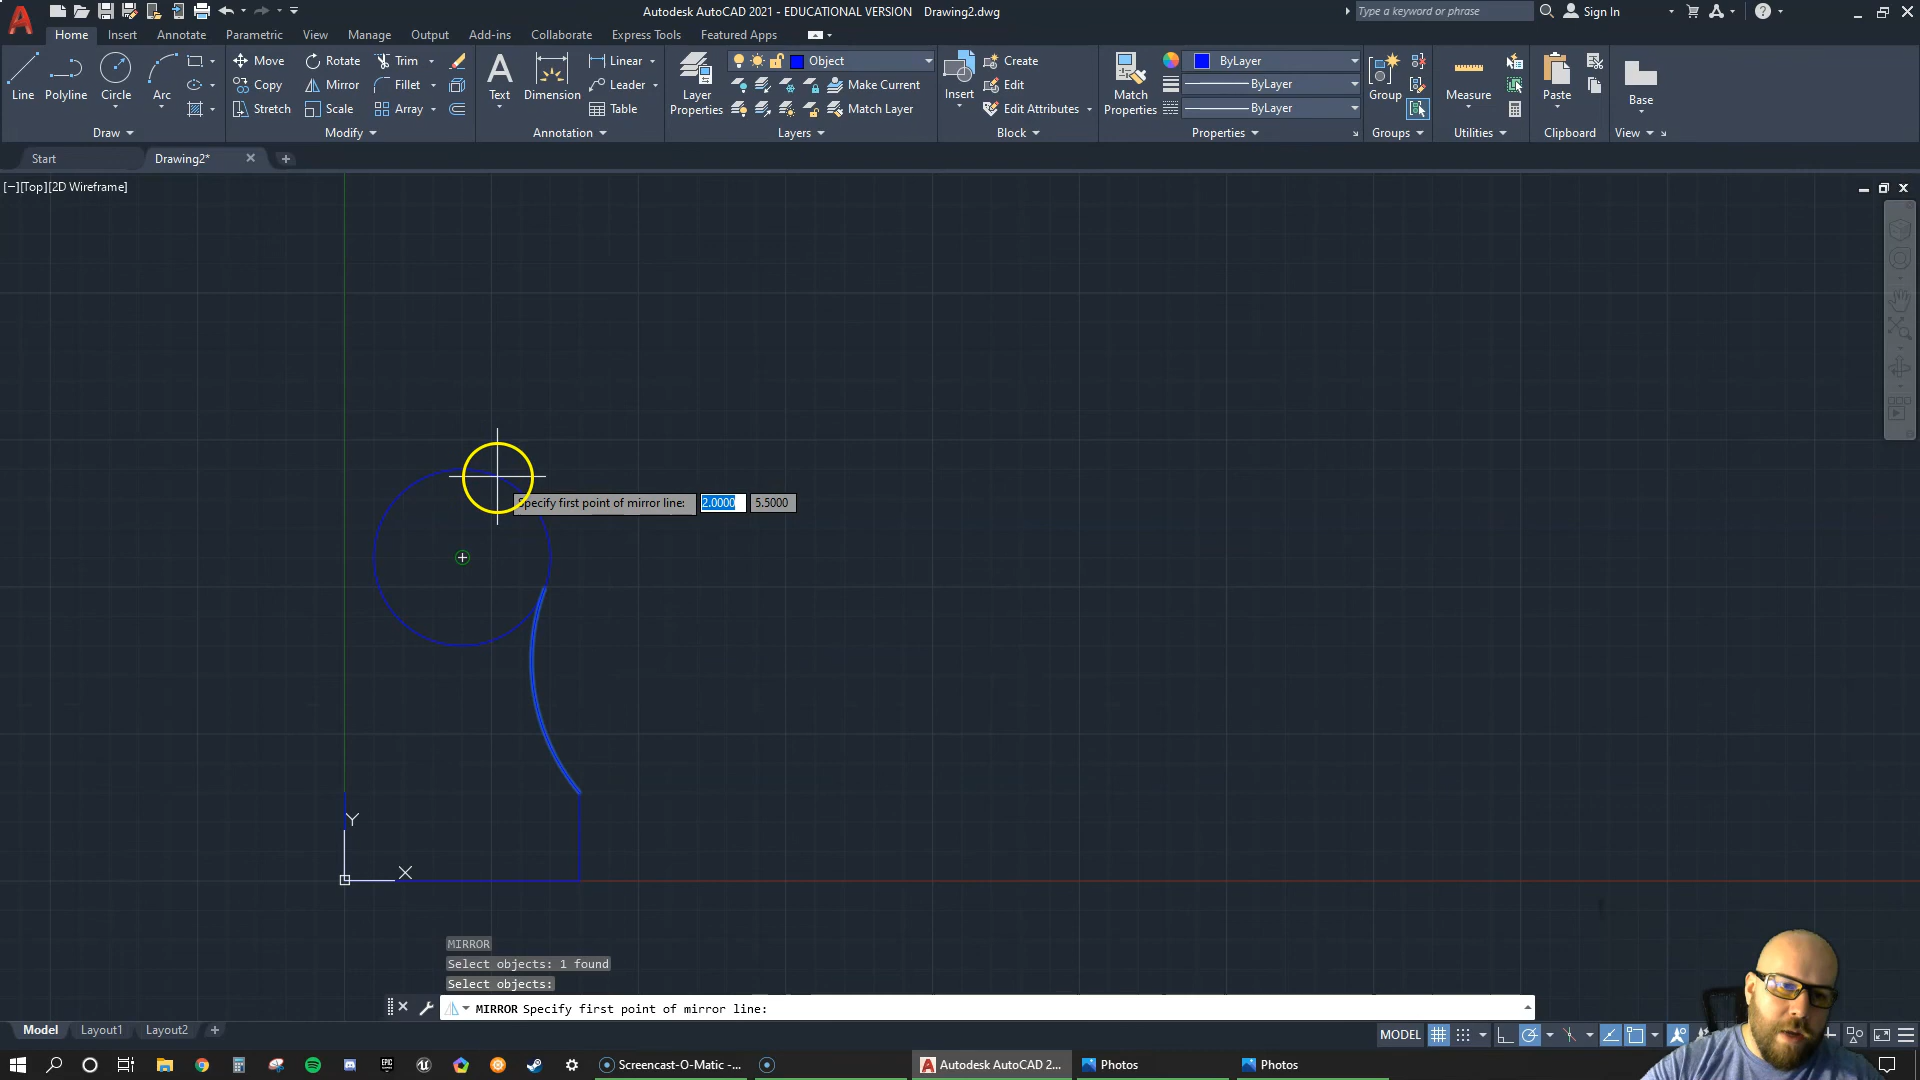 Autodesk AutoCAD 2021 - EDUCATIONAL VERSION Drawing2.dwg
Type a keyword or phrase
Sign In
Home Insert Annotate Parametric View Manage Output Add-ins Collaborate Express Tools Featured Apps
Line
Polyline
Circle
Arc
Draw
Move
Rotate
Trim
Copy
Mirror
Fillet
Stretch
Scale
Array
Modify
Text
Dimension
Linear
Leader
Table
Annotation
Layer
Properties
Object
Make Current
Match Layer
Layers
Insert
Create
Edit
Edit Attributes
Block
Match
Properties
ByLayer
ByLayer
ByLayer
Properties
Group
Groups
Measure
Utilities
Paste
Clipboard
Base
View
Start
Drawing2*
[−][Top][2D Wireframe]
Specify first point of mirror line: 2.0000 5.5000
Y
X
MIRROR
Select objects: 1 found
Select objects:
MIRROR Specify first point of mirror line:
Model Layout1 Layout2
MODEL
Screencast-O-Matic -...
Autodesk AutoCAD 2...
Photos
Photos